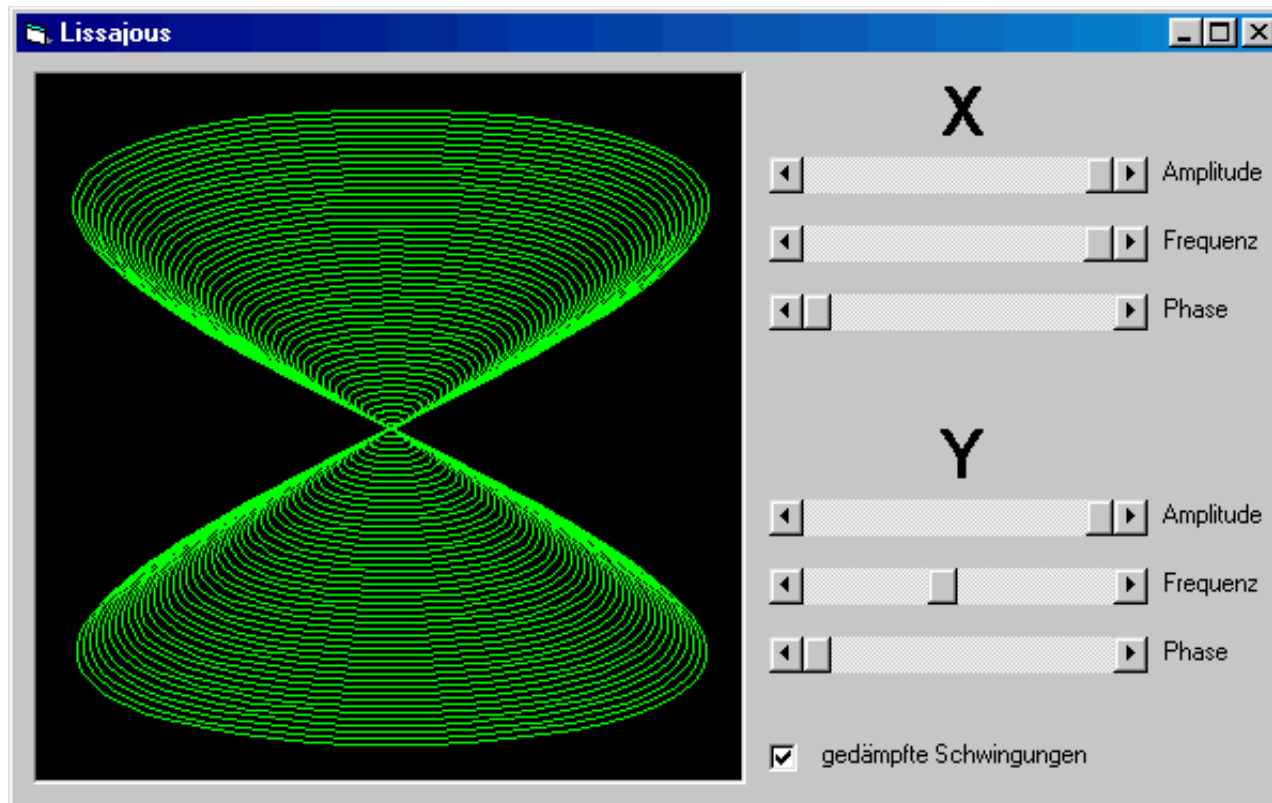 Lissajous
X
Amplitude
Frequenz
Phase
Y
Amplitude
Frequenz
Phase
gedämpfte Schwingungen